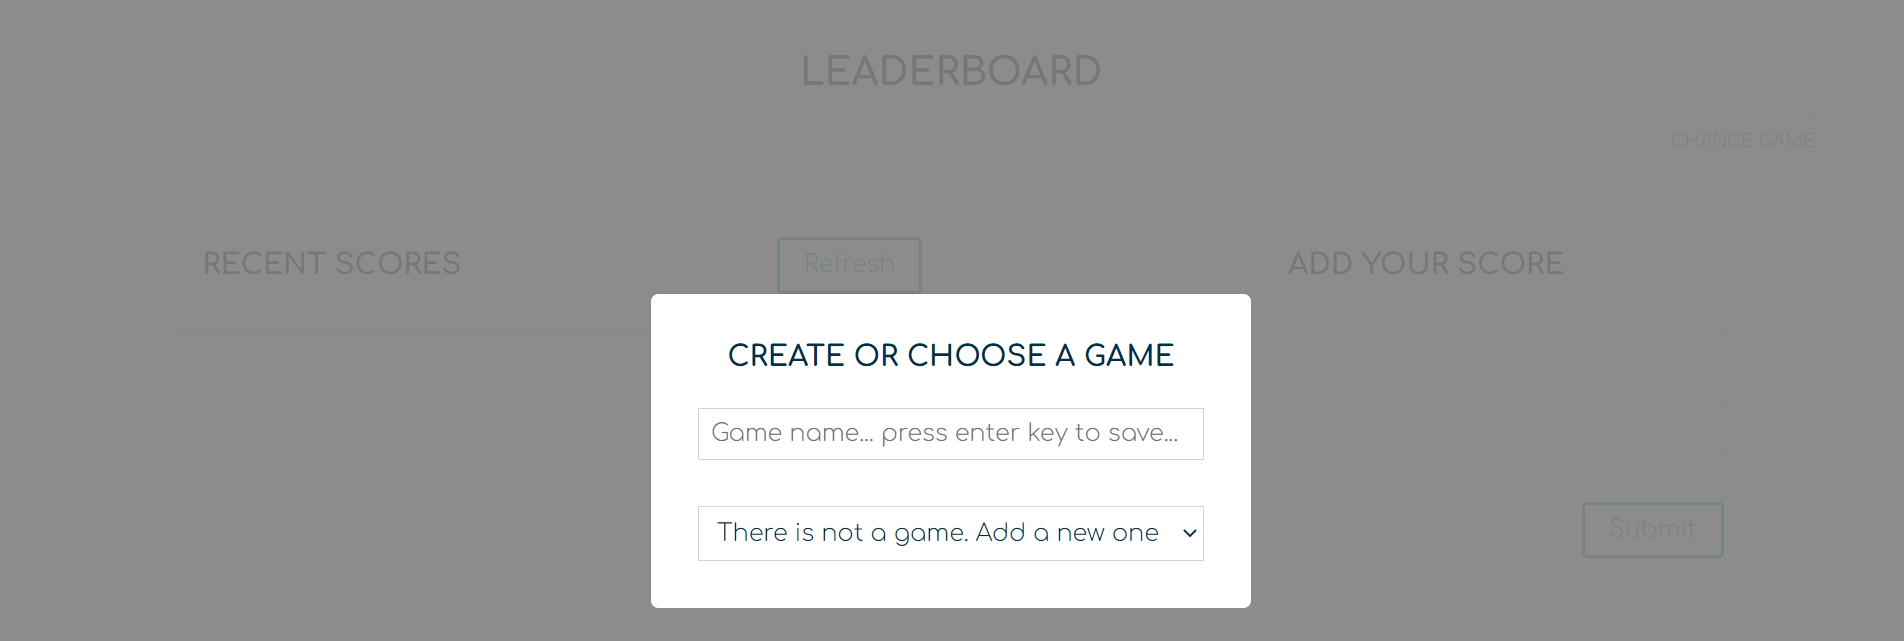 LEADERBOARD
CHANGE GAME
RECENT SCORES
Refresh
ADD YOUR SCORE
CREATE OR CHOOSE A GAME
Game name... press enter key to save...
There is not a game. Add a new one
Submit